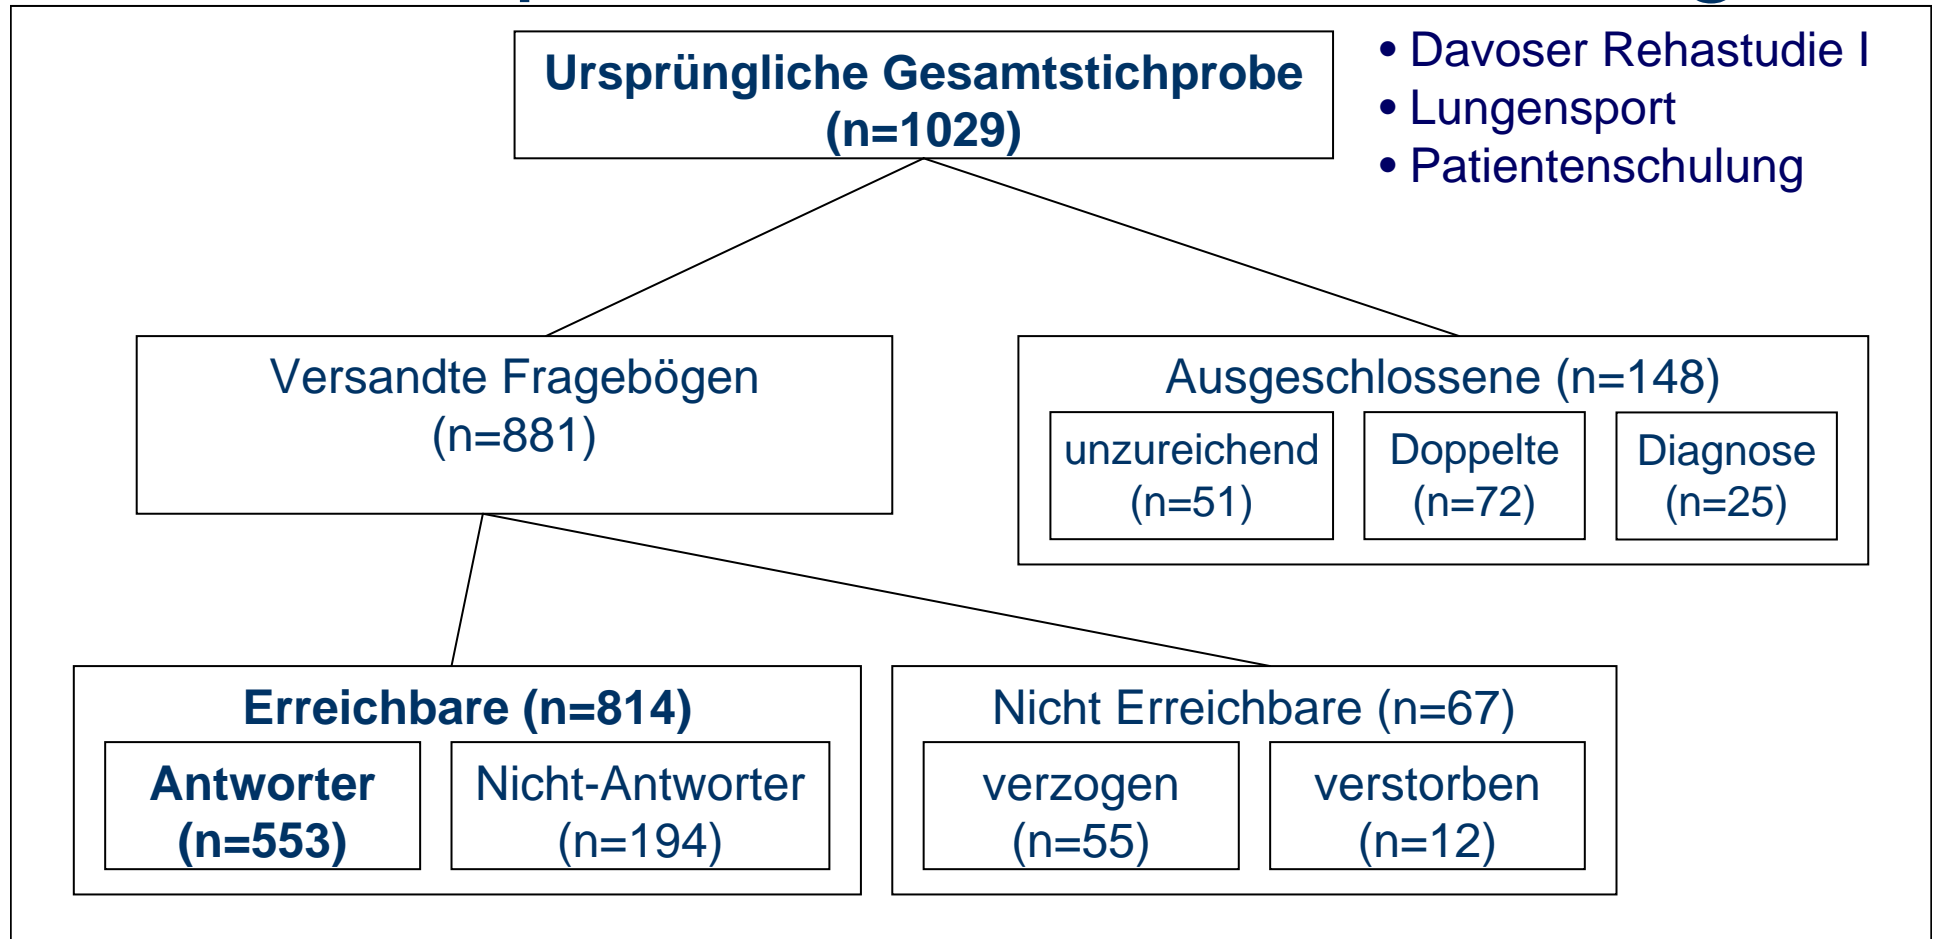 Ursprüngliche Gesamtstichprobe
(n=1029)
• Davoser Rehastudie I
• Lungensport
• Patientenschulung
Versandte Fragebögen
(n=881)
Ausgeschlossene (n=148)
unzureichend
(n=51)
Doppelte
(n=72)
Diagnose
(n=25)
Erreichbare (n=814)
Antworter
(n=553)
Nicht-Antworter
(n=194)
Nicht Erreichbare (n=67)
verzogen
(n=55)
verstorben
(n=12)